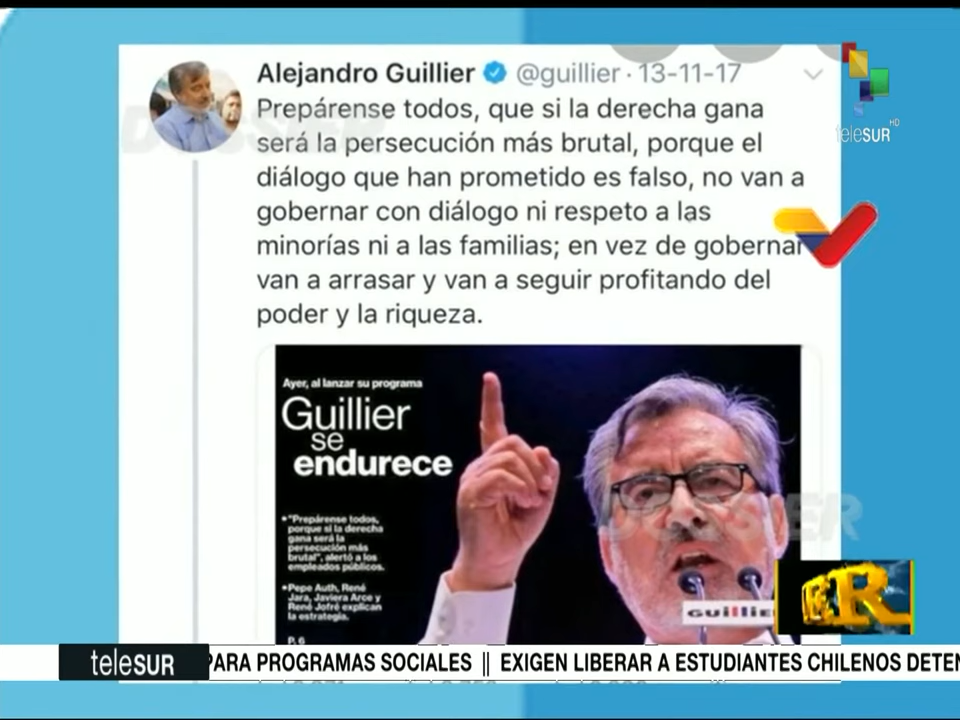 Alejandro Guillier @guillier · 13-11-17
Prepárense todos, que si la derecha gana
será la persecución más brutal, porque el
diálogo que han prometido es falso, no van a
gobernar con diálogo ni respeto a las
minorías ni a las familias; en vez de gobernar
van a arrasar y van a seguir profitando del
poder y la riqueza.
teleSUR HD
Ayer, al lanzar su programa
Guillier
se
endurece
"Prepárense todos,
porque si la derecha
gana será la
persecución más
brutal", alertó a los
empleados públicos.
Pepe Auth, René
Jara, Javiera Arce y
René Jofré explican
la estrategia.
P. 6
DOSSIER
guillie
ER
teleSUR PARA PROGRAMAS SOCIALES || EXIGEN LIBERAR A ESTUDIANTES CHILENOS DETEN